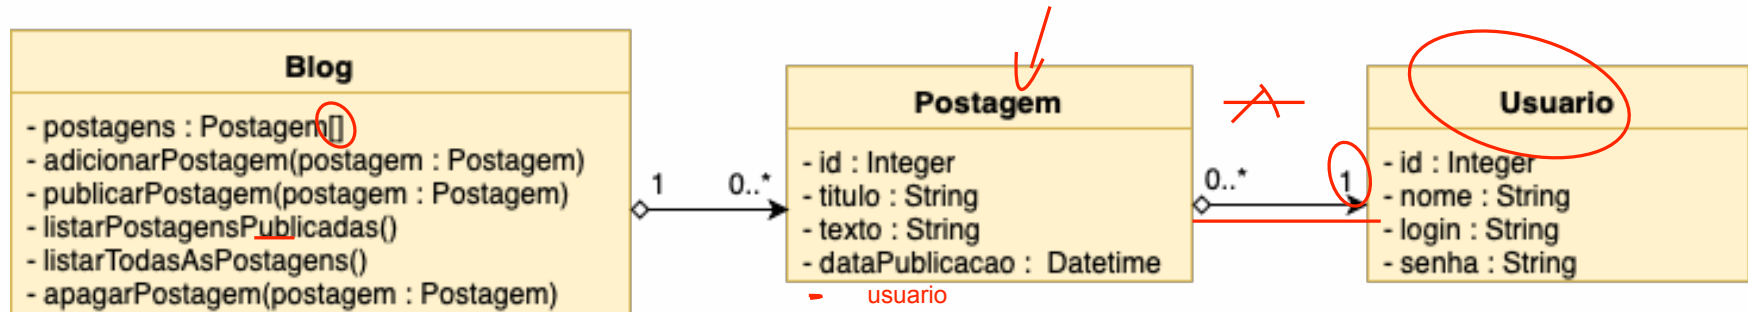 Blog
- postagens : Postagem[]
- adicionarPostagem(postagem : Postagem)
- publicarPostagem(postagem : Postagem)
- listarPostagensPublicadas()
- listarTodasAsPostagens()
- apagarPostagem(postagem : Postagem)
1
0..*
Postagem
- id : Integer
- titulo : String
- texto : String
- dataPublicacao : Datetime
- usuario
0..*
1
Usuario
- id : Integer
- nome : String
- login : String
- senha : String